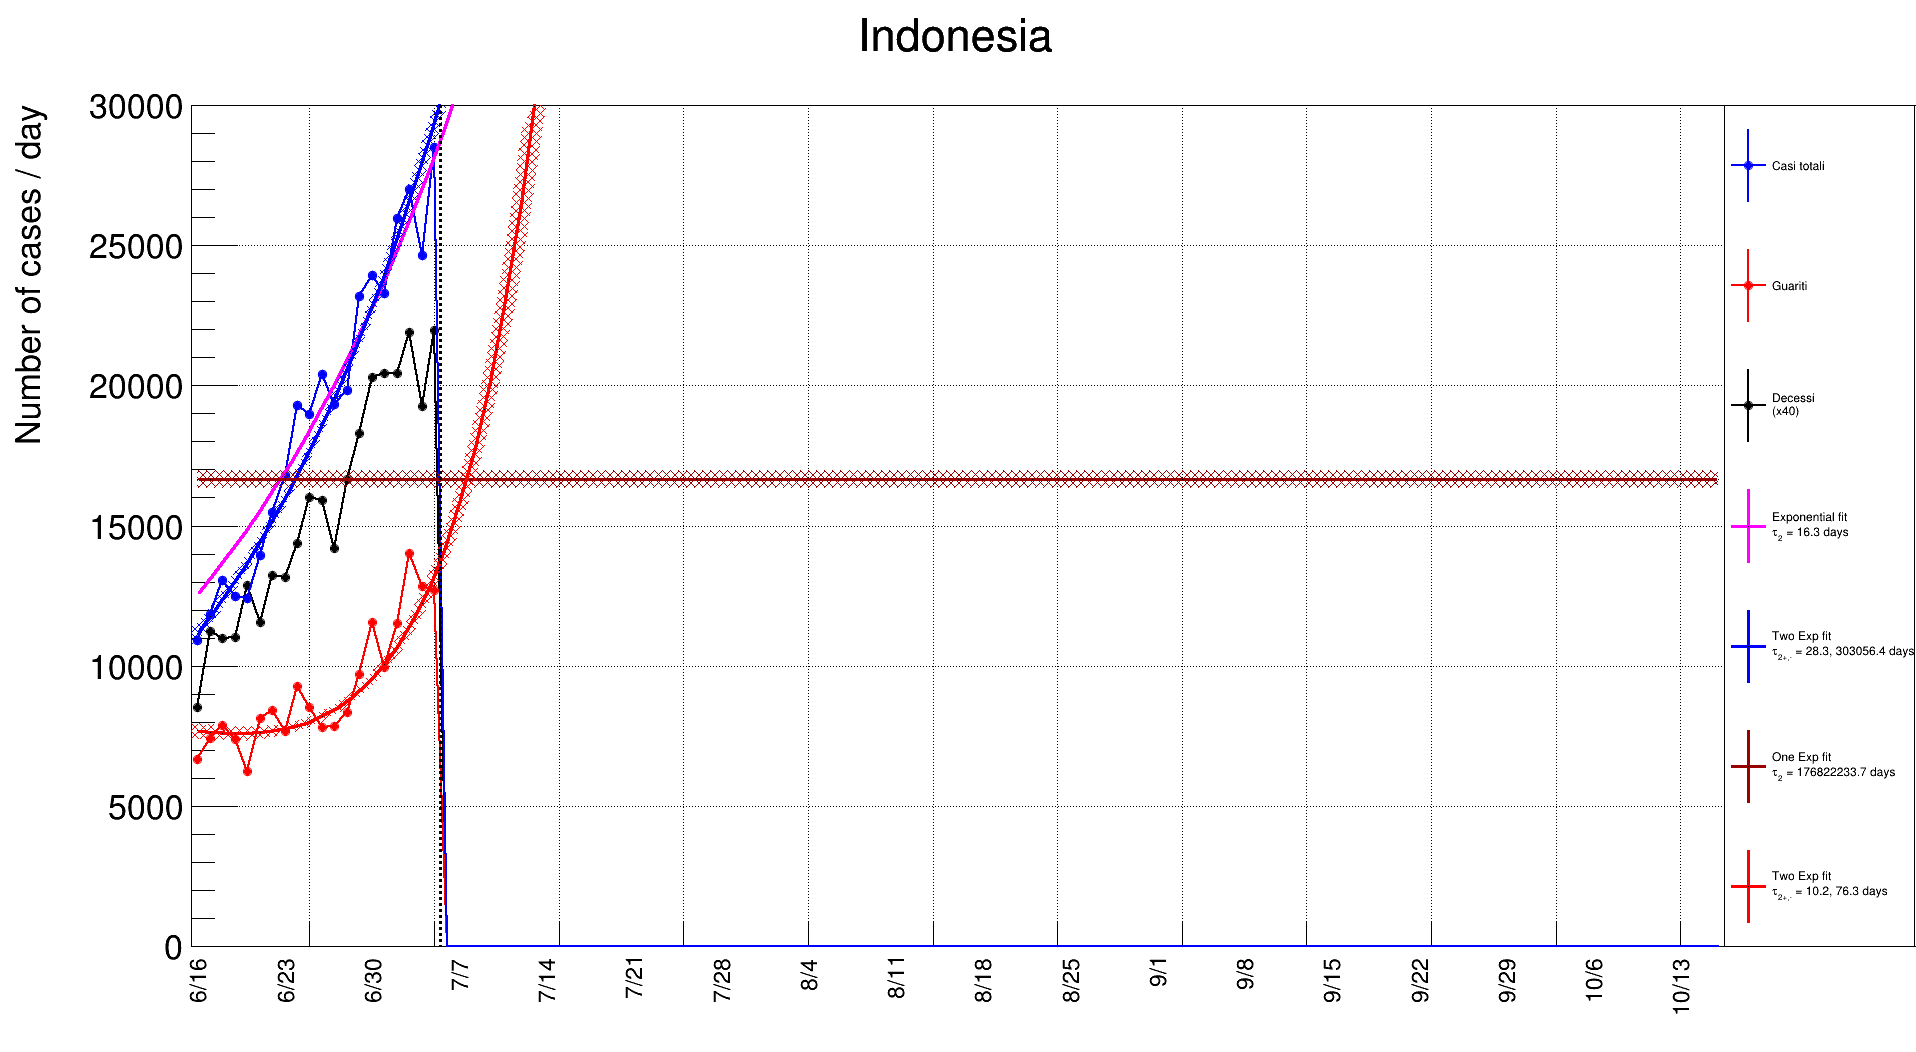 Indonesia
Number of cases / day
30000
25000
20000
15000
10000
5000
0
6/16
6/23
6/30
7/7
7/14
7/21
7/28
8/4
8/11
8/18
8/25
9/1
9/8
9/15
9/22
9/29
10/6
10/13
Casi totali
Guariti
Decessi
(x40)
Exponential fit
τ2 = 16.3 days
Two Exp fit
τ2+,- = 28.3, 303056.4 days
One Exp fit
τ2 = 176822233.7 days
Two Exp fit
τ2+,- = 10.2, 76.3 days